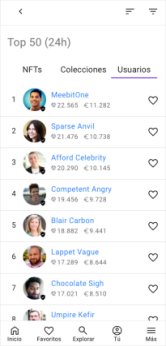 Top 50 (24h)
NFTs Colecciones Usuarios
1 MeebitOne
22.565 €11.282
2 Sparse Anvil
21.476 €10.738
3 Afford Celebrity
20.290 €10.145
4 Competent Angry
18.912 €9.456
5 Blair Carbon
18.882 €9.441
6 Lappet Vague
17.289 €8.644
7 Chocolate Sigh
17.021 €8.510
8 Umpire Kefir
Inicio Favoritos Explorar Tú Más